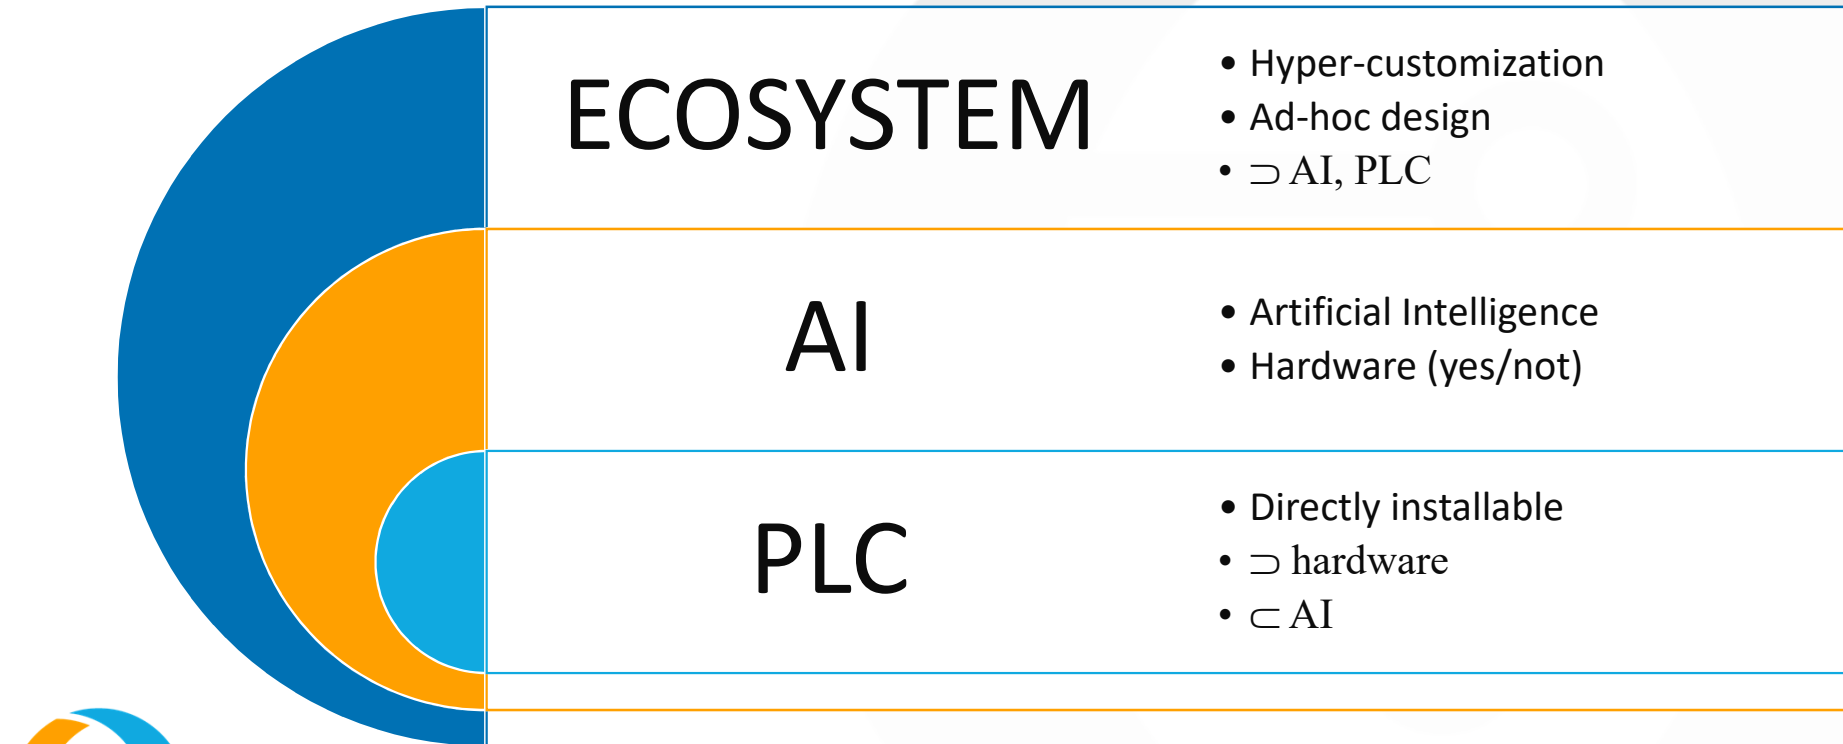 ECOSYSTEM
• Hyper-customization
• Ad-hoc design
• ⊃ AI, PLC
AI
• Artificial Intelligence
• Hardware (yes/not)
PLC
• Directly installable
• ⊃ hardware
• ⊂ AI